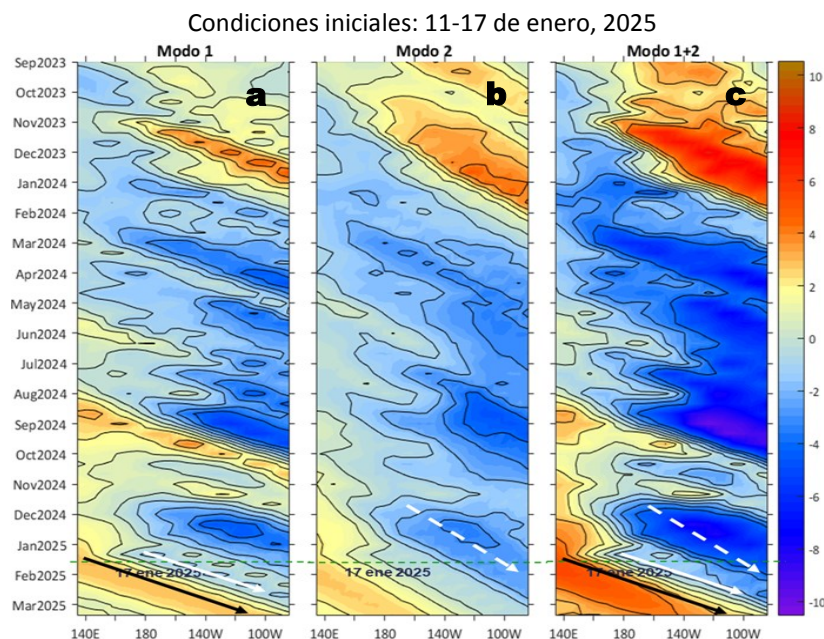 Condiciones iniciales: 11-17 de enero, 2025
Modo 1
Modo 2
Modo 1+2
Sep2023
Oct2023
Nov2023
Dec2023
Jan2024
Feb2024
Mar2024
Apr2024
May2024
Jun2024
Jul2024
Aug2024
Sep2024
Oct2024
Nov2024
Dec2024
Jan2025
Feb2025
Mar2025
a
b
c
17 ene 2025
17 ene 2025
17 ene 2025
140E 180 140W 100W
140E 180 140W 100W
140E 180 140W 100W
10
8
6
4
2
0
-2
-4
-6
-8
-10